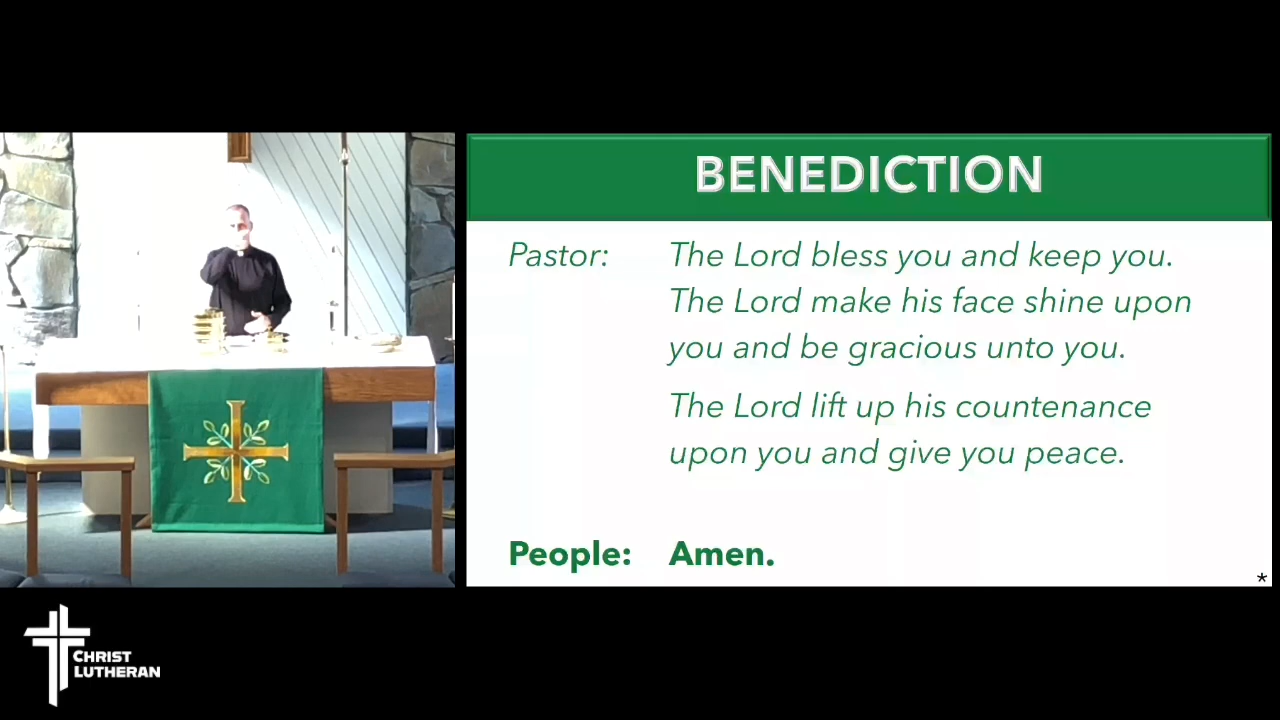 BENEDICTION
Pastor: The Lord bless you and keep you.
The Lord make his face shine upon
you and be gracious unto you.
The Lord lift up his countenance
upon you and give you peace.
People: Amen.
*
CHRIST
LUTHERAN